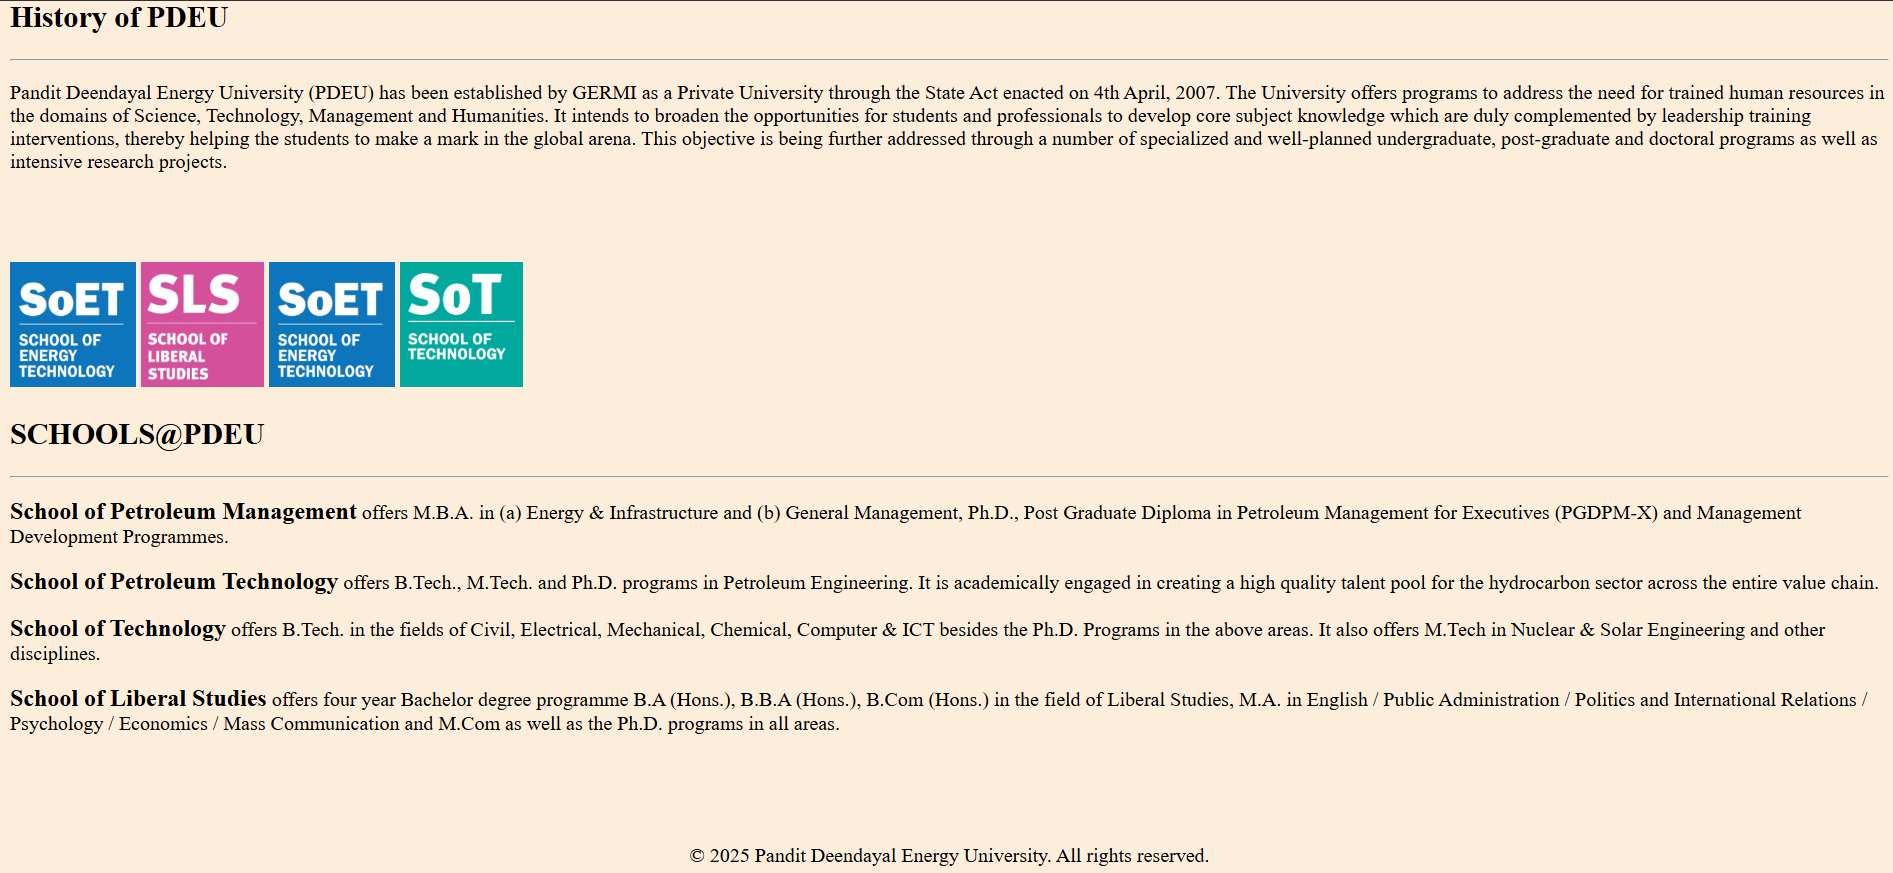 History of PDEU
Pandit Deendayal Energy University (PDEU) has been established by GERMI as a Private University through the State Act enacted on 4th April, 2007. The University offers programs to address the need for trained human resources in
the domains of Science, Technology, Management and Humanities. It intends to broaden the opportunities for students and professionals to develop core subject knowledge which are duly complemented by leadership training
interventions, thereby helping the students to make a mark in the global arena. This objective is being further addressed through a number of specialized and well-planned undergraduate, post-graduate and doctoral programs as well as
intensive research projects.
SoET
SCHOOL OF
ENERGY
TECHNOLOGY
SLS
SCHOOL OF
LIBERAL
STUDIES
SoET
SCHOOL OF
ENERGY
TECHNOLOGY
SoT
SCHOOL OF
TECHNOLOGY
SCHOOLS@PDEU
School of Petroleum Management offers M.B.A. in (a) Energy & Infrastructure and (b) General Management, Ph.D., Post Graduate Diploma in Petroleum Management for Executives (PGDPM-X) and Management
Development Programmes.
School of Petroleum Technology offers B.Tech., M.Tech. and Ph.D. programs in Petroleum Engineering. It is academically engaged in creating a high quality talent pool for the hydrocarbon sector across the entire value chain.
School of Technology offers B.Tech. in the fields of Civil, Electrical, Mechanical, Chemical, Computer & ICT besides the Ph.D. Programs in the above areas. It also offers M.Tech in Nuclear & Solar Engineering and other
disciplines.
School of Liberal Studies offers four year Bachelor degree programme B.A (Hons.), B.B.A (Hons.), B.Com (Hons.) in the field of Liberal Studies, M.A. in English / Public Administration / Politics and International Relations /
Psychology / Economics / Mass Communication and M.Com as well as the Ph.D. programs in all areas.
© 2025 Pandit Deendayal Energy University. All rights reserved.